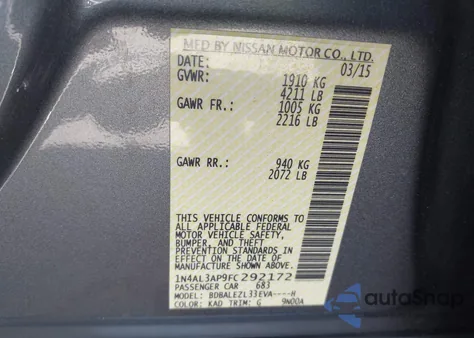 MFD BY NISSAN MOTOR CO., LTD.
DATE: 03/15
GVWR: 1910 KG
4211 LB
GAWR FR: 1005 KG
2216 LB
GAWR RR: 940 KG
2072 LB
THIS VEHICLE CONFORMS TO
ALL APPLICABLE FEDERAL
MOTOR VEHICLE SAFETY,
BUMPER, AND THEFT
PREVENTION STANDARDS IN
EFFECT ON THE DATE OF
MANUFACTURE SHOWN ABOVE.
1N4AL3AP9FC292172
PASSENGER CAR 683
MODEL: BDBALEZL33EVA----H
COLOR: KAD TRIM: G 9N00A
autoSnap